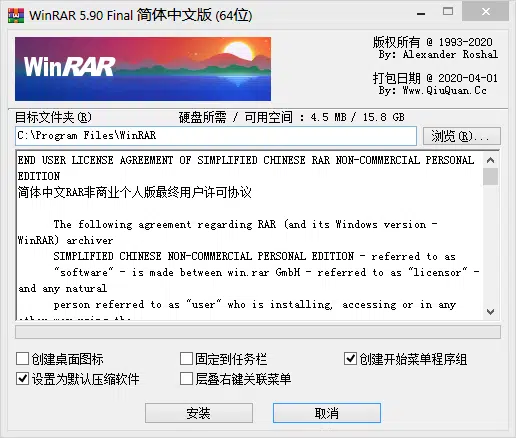 WinRAR 5.90 Final 简体中文版 (64位)
WinRAR
版权所有 @ 1993-2020
By: Alexander Roshal
打包日期 @ 2020-04-01
By: Www.QiuQuan.Cc
目标文件夹(R) 硬盘所需 / 可用空间 : 4.5 MB / 15.8 GB
C:\Program Files\WinRAR 浏览(R)...
END USER LICENSE AGREEMENT OF SIMPLIFIED CHINESE RAR NON-COMMERCIAL PERSONAL
EDITION
简体中文RAR非商业个人版最终用户许可协议
The following agreement regarding RAR (and its Windows version -
WinRAR) archiver
SIMPLIFIED CHINESE NON-COMMERCIAL PERSONAL EDITION - referred to as
"software" - is made between win.rar GmbH - referred to as "licensor" -
and any natural
person referred to as "user" who is installing, accessing or in any
other way using the
创建桌面图标 固定到任务栏 创建开始菜单程序组
设置为默认压缩软件 层叠右键关联菜单
安装 取消